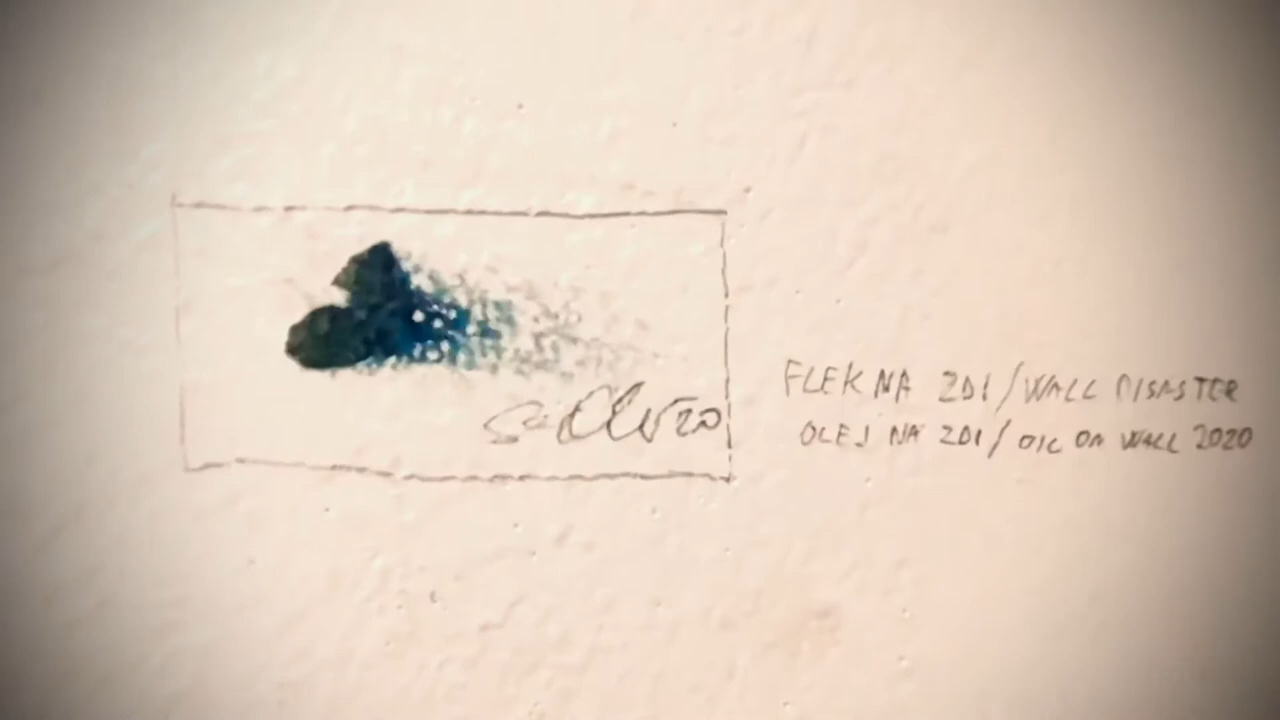 FLEK NA ZDI / WALL DISASTER
OLEJ NA ZDI / OIL ON WALL 2020